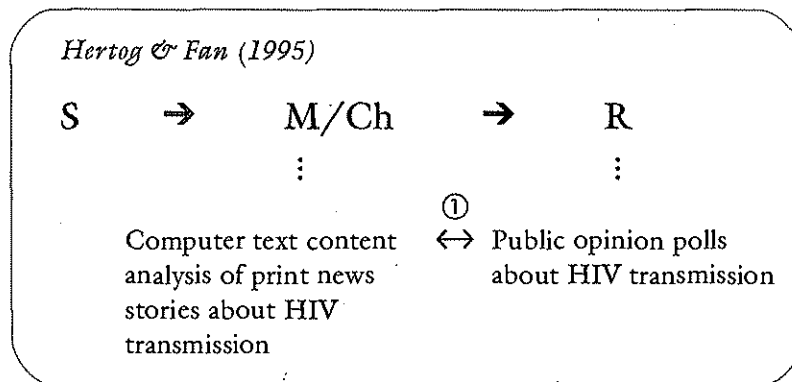 Hertog & Fan (1995)
S → M/Ch → R
⋮ ⋮
①
Computer text content ↔ Public opinion polls
analysis of print news about HIV transmission
stories about HIV
transmission